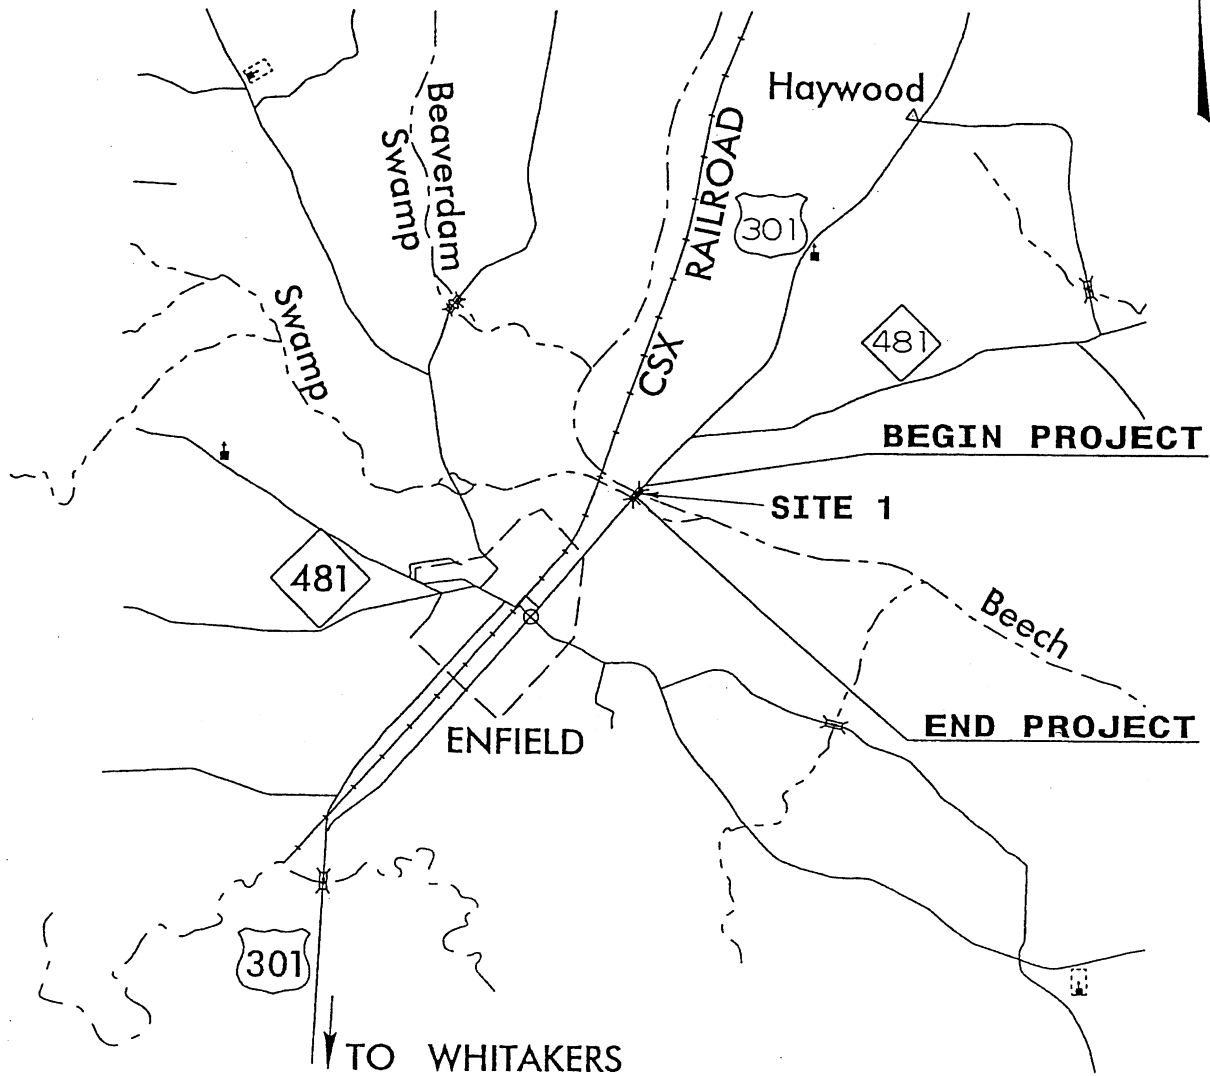 Haywood
Beaverdam
Swamp
RAILROAD
301
Swamp
481
CSX
BEGIN PROJECT
SITE 1
481
Beech
END PROJECT
ENFIELD
301
TO WHITAKERS